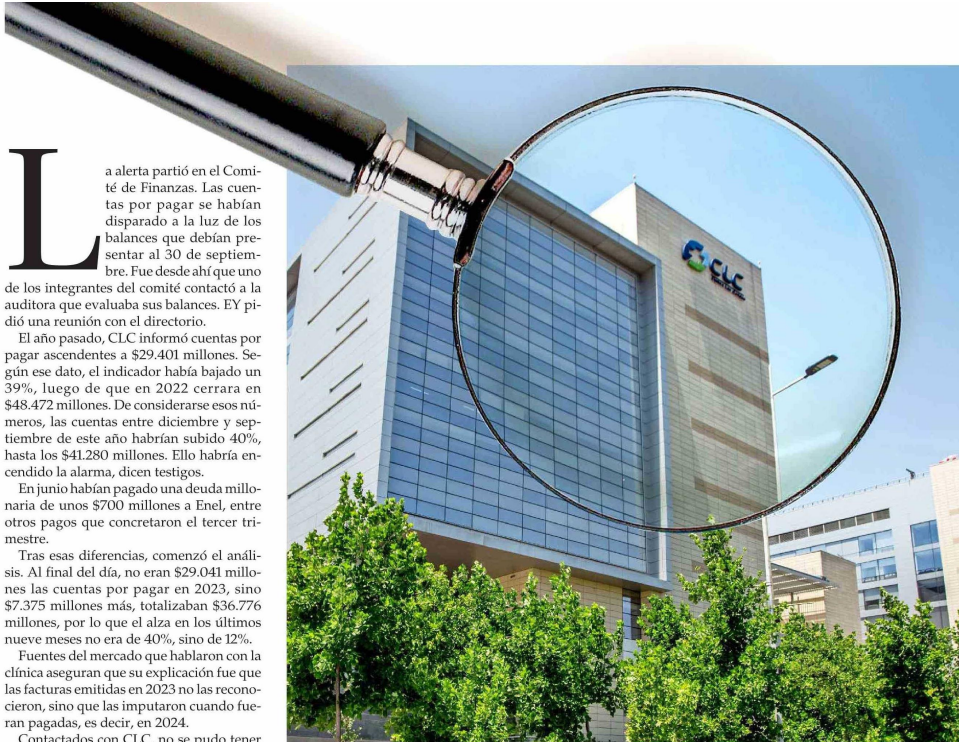 La alerta partió en el Comi-
té de Finanzas. Las cuen-
tas por pagar se habían
disparado a la luz de los
balances que debían pre-
sentar al 30 de septiem-
bre. Fue desde ahí que uno
de los integrantes del comité contactó a la
auditora que evaluaba sus balances. EY pi-
dió una reunión con el directorio.
El año pasado, CLC informó cuentas por
pagar ascendentes a $29.401 millones. Se-
gún ese dato, el indicador había bajado un
39%, luego de que en 2022 cerrara en
$48.472 millones. De considerarse esos nú-
meros, las cuentas entre diciembre y sep-
tiembre de este año habrían subido 40%,
hasta los $41.280 millones. Ello habría en-
cendido la alarma, dicen testigos.
En junio habían pagado una deuda millo-
naria de unos $700 millones a Enel, entre
otros pagos que concretaron el tercer tri-
mestre.
Tras esas diferencias, comenzó el análi-
sis. Al final del día, no eran $29.041 millo-
nes las cuentas por pagar en 2023, sino
$7.375 millones más, totalizaban $36.776
millones, por lo que el alza en los últimos
nueve meses no era de 40%, sino de 12%.
Fuentes del mercado que hablaron con la
clínica aseguran que su explicación fue que
las facturas emitidas en 2023 no las recono-
cieron, sino que las imputaron cuando fue-
ran pagadas, es decir, en 2024.
Contactados con CLC, no se pudo tener
CLC